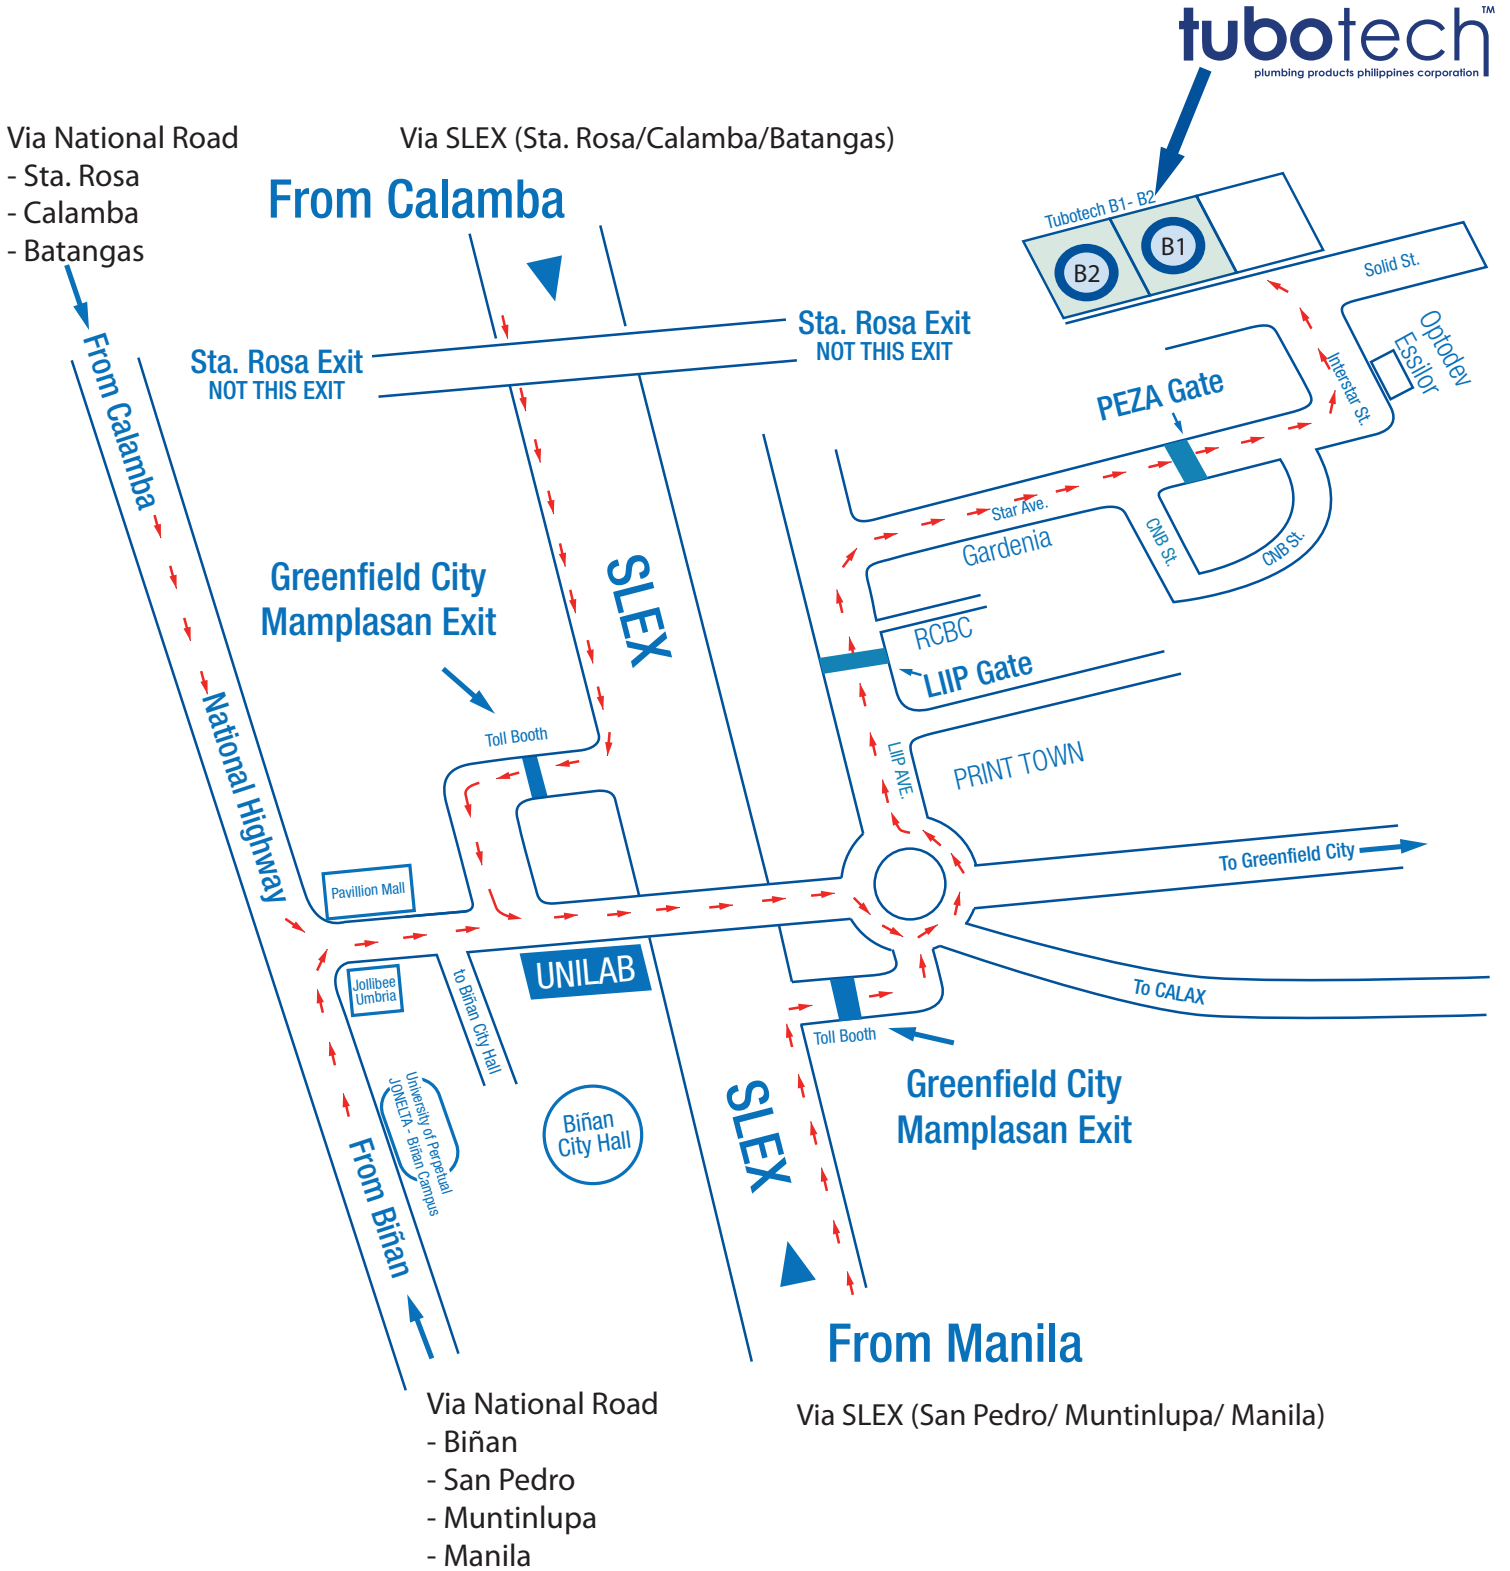 tubotech™
plumbing products philippines corporation
Via National Road
- Sta. Rosa
- Calamba
- Batangas
Via SLEX (Sta. Rosa/Calamba/Batangas)
From Calamba
Tubotech B1- B2
B2
B1
Solid St.
Optodev
Essilor
Interstar St.
Sta. Rosa Exit
NOT THIS EXIT
Sta. Rosa Exit
NOT THIS EXIT
From Calamba
PEZA Gate
Star Ave.
Gardenia
CNB St.
CNB St.
Greenfield City
Mamplasan Exit
SLEX
RCBC
LIIP Gate
National Highway
Toll Booth
LIIP AVE.
PRINT TOWN
To Greenfield City
Pavillion Mall
UNILAB
Jollibee
Umbria
to Biñan City Hall
To CALAX
Toll Booth
Greenfield City
Mamplasan Exit
University of Perpetual
JONELTA - Biñan Campus
Biñan
City Hall
SLEX
From Biñan
From Manila
Via SLEX (San Pedro/ Muntinlupa/ Manila)
Via National Road
- Biñan
- San Pedro
- Muntinlupa
- Manila